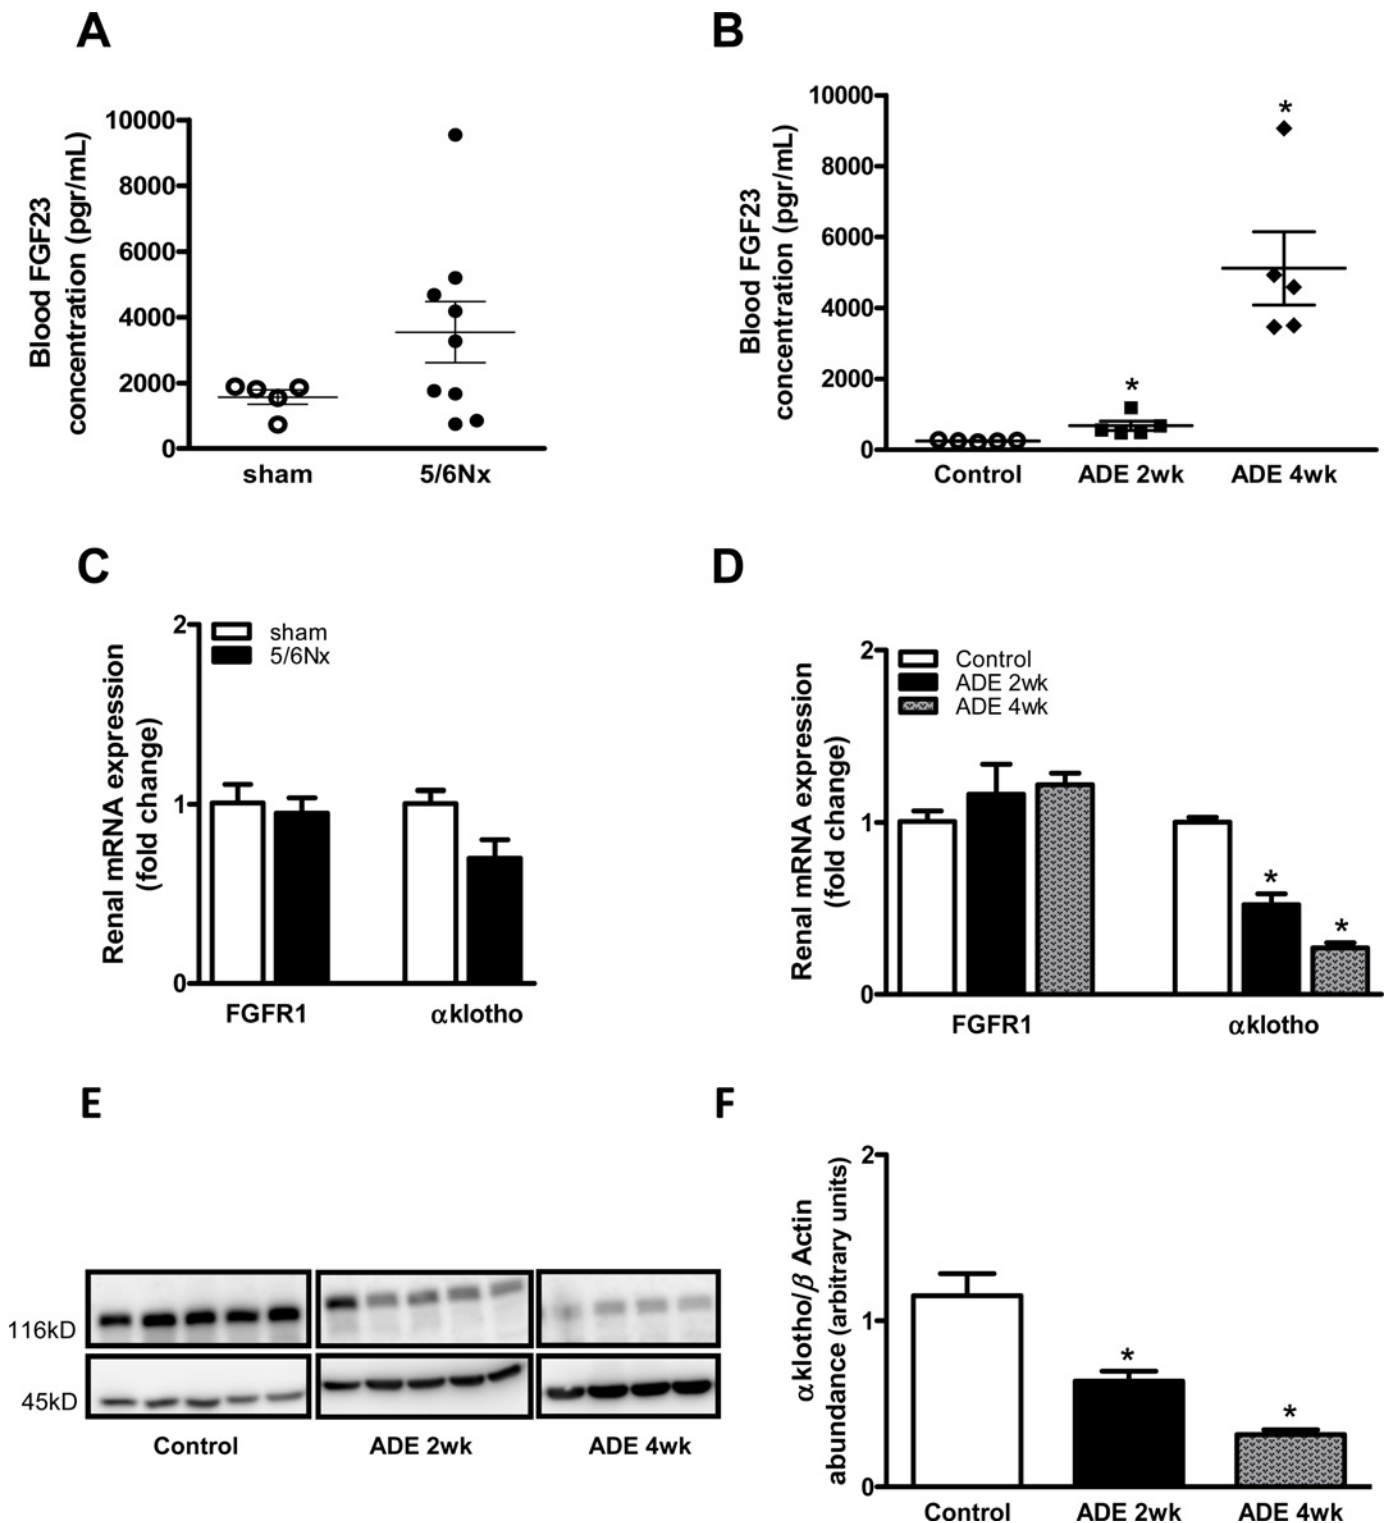 A
Blood FGF23
concentration (pgr/mL)
10000
8000
6000
4000
2000
0
sham
5/6Nx
B
Blood FGF23
concentration (pgr/mL)
10000
8000
6000
4000
2000
0
*
*
Control
ADE 2wk
ADE 4wk
C
Renal mRNA expression
(fold change)
2
1
0
sham
5/6Nx
FGFR1
αklotho
D
Renal mRNA expression
(fold change)
2
1
0
Control
ADE 2wk
ADE 4wk
*
*
FGFR1
αklotho
E
116kD
45kD
Control
ADE 2wk
ADE 4wk
F
αklotho/β Actin
abundance (arbitrary units)
2
1
0
*
*
Control
ADE 2wk
ADE 4wk